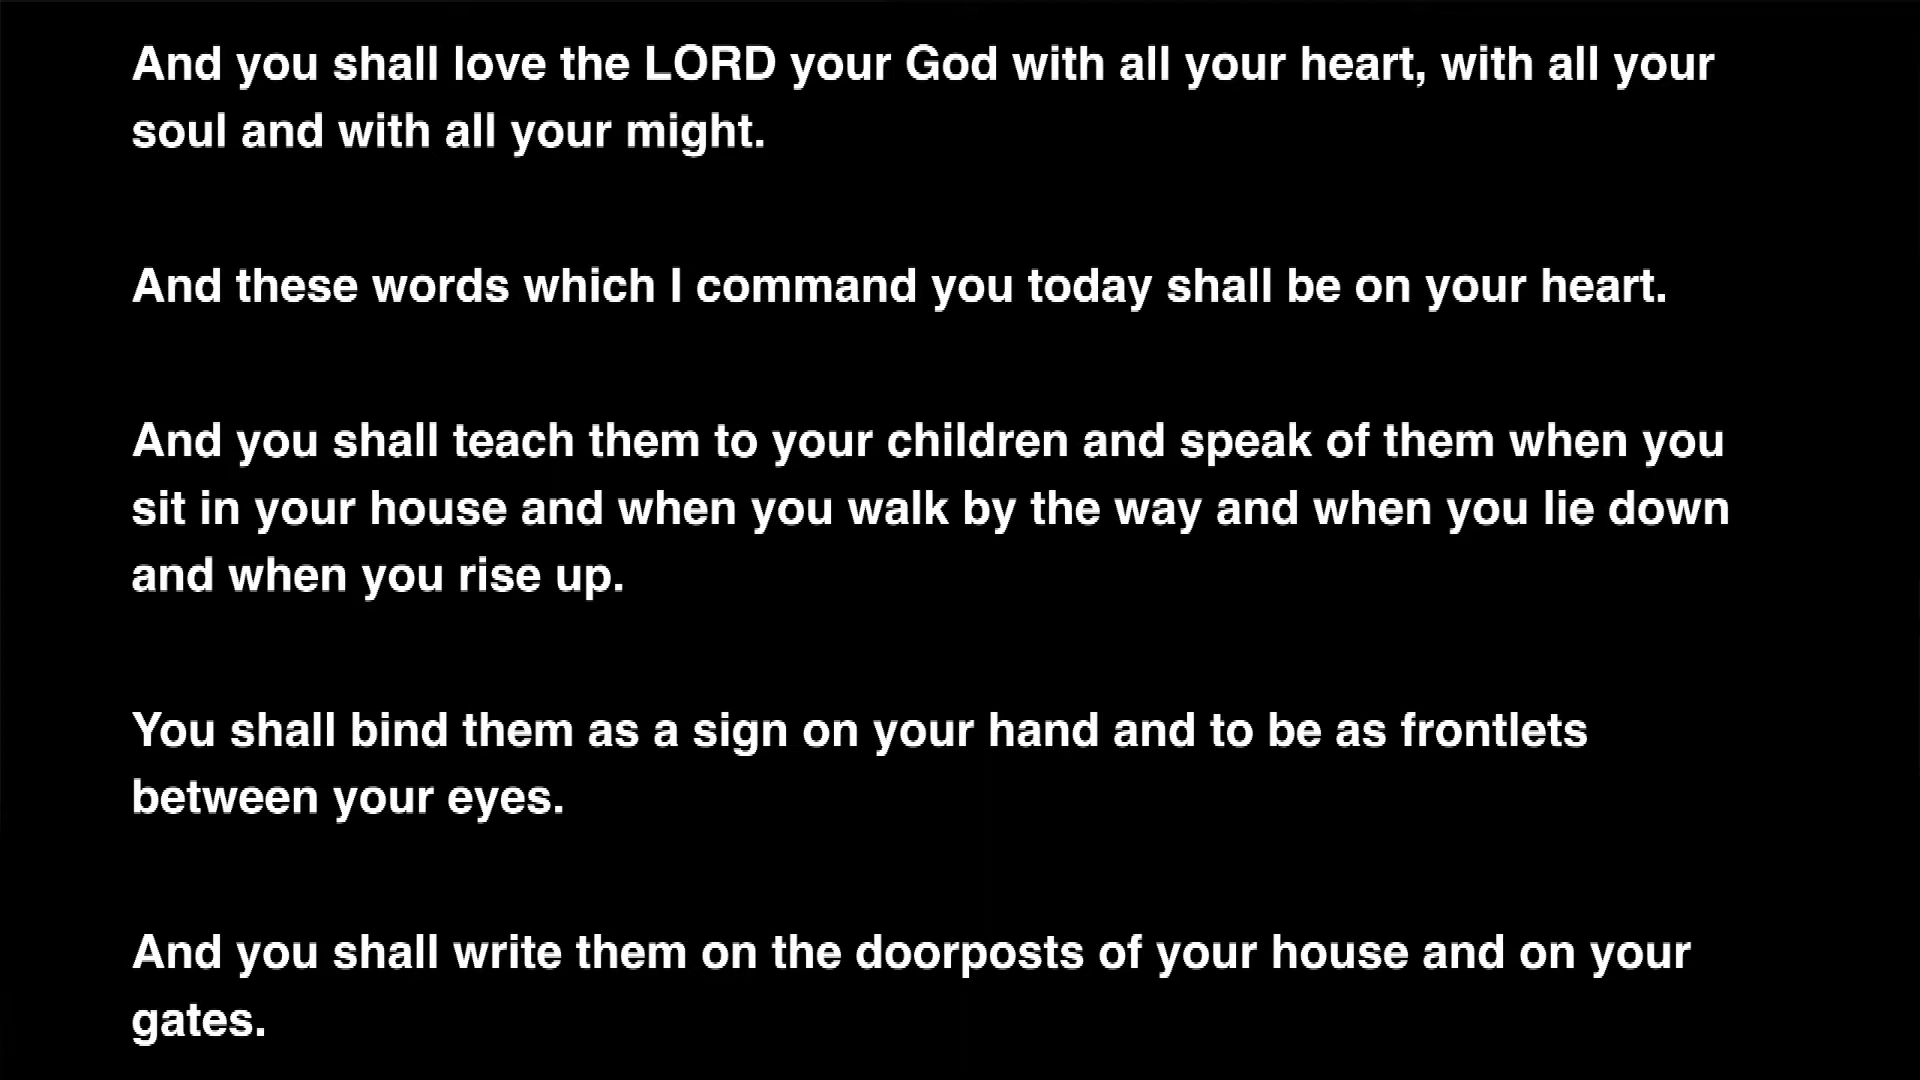 And you shall love the LORD your God with all your heart, with all your
soul and with all your might.
And these words which I command you today shall be on your heart.
And you shall teach them to your children and speak of them when you
sit in your house and when you walk by the way and when you lie down
and when you rise up.
You shall bind them as a sign on your hand and to be as frontlets
between your eyes.
And you shall write them on the doorposts of your house and on your
gates.